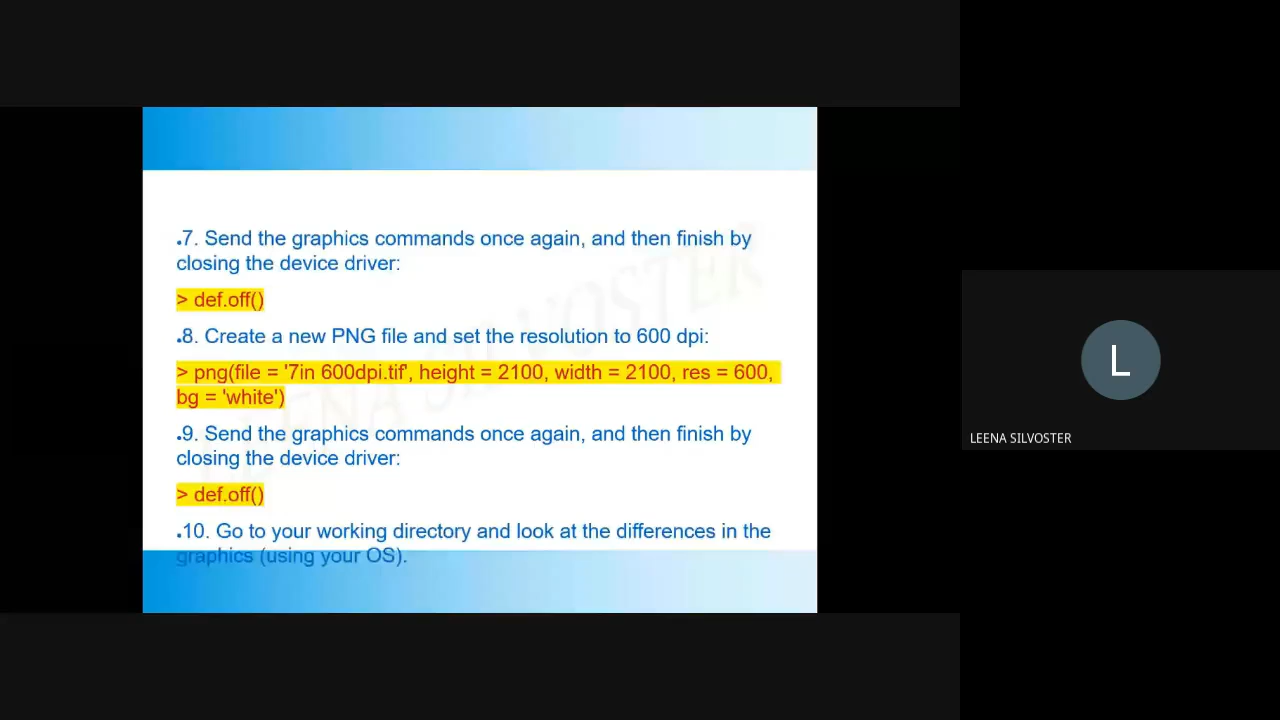 .7. Send the graphics commands once again, and then finish by
closing the device driver:
> def.off()
.8. Create a new PNG file and set the resolution to 600 dpi:
> png(file = '7in 600dpi.tif', height = 2100, width = 2100, res = 600,
bg = 'white')
.9. Send the graphics commands once again, and then finish by
closing the device driver:
> def.off()
.10. Go to your working directory and look at the differences in the
graphics (using your OS).
LEENA SILVOSTER
L
LEENA SILVOSTER